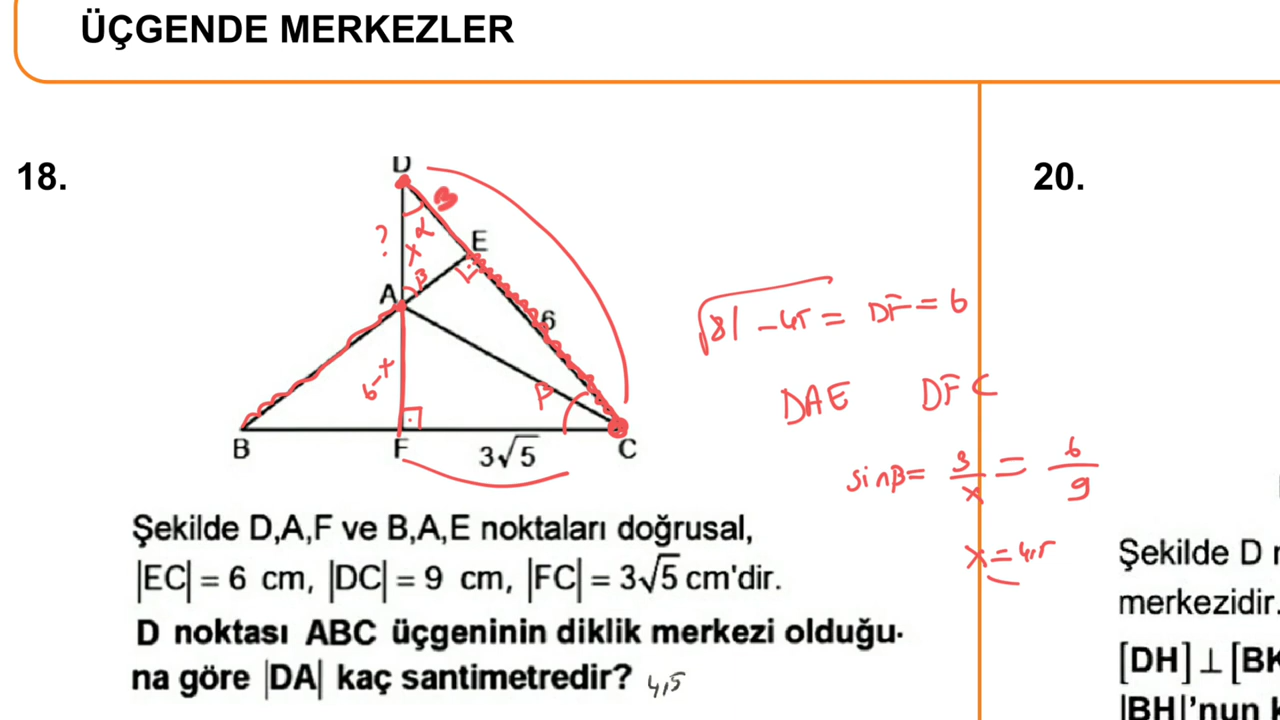 ÜÇGENDE MERKEZLER
18.
20.
D
B
α
?
x
E
β
A
6
6-x
β
B
F
3√5
C
√81-45 = DF = 6
DAE DFC
sinβ = 3/x = 6/9
x = 4,5
Şekilde D,A,F ve B,A,E noktaları doğrusal,
|EC| = 6 cm, |DC| = 9 cm, |FC| = 3√5 cm'dir.
D noktası ABC üçgeninin diklik merkezi olduğu-
na göre |DA| kaç santimetredir? 4,5
Şekilde D
merkezidir.
[DH] ⊥ [BK
|BH|'nun